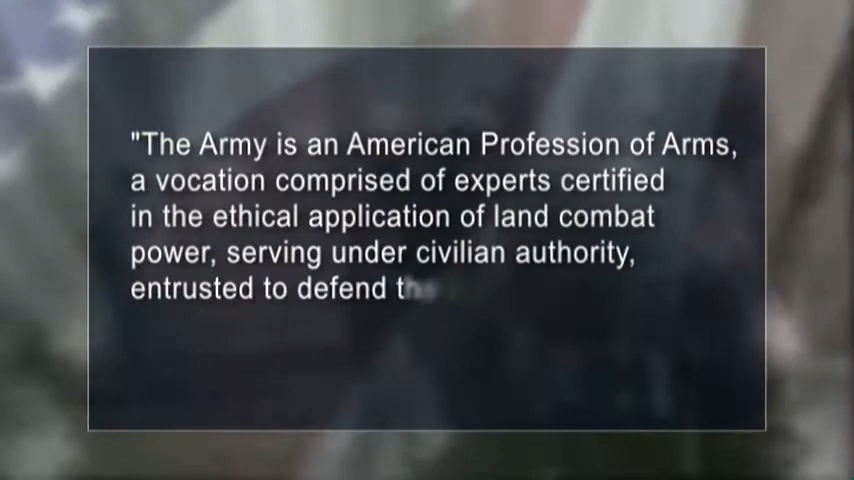 "The Army is an American Profession of Arms,
a vocation comprised of experts certified
in the ethical application of land combat
power, serving under civilian authority,
entrusted to defend the